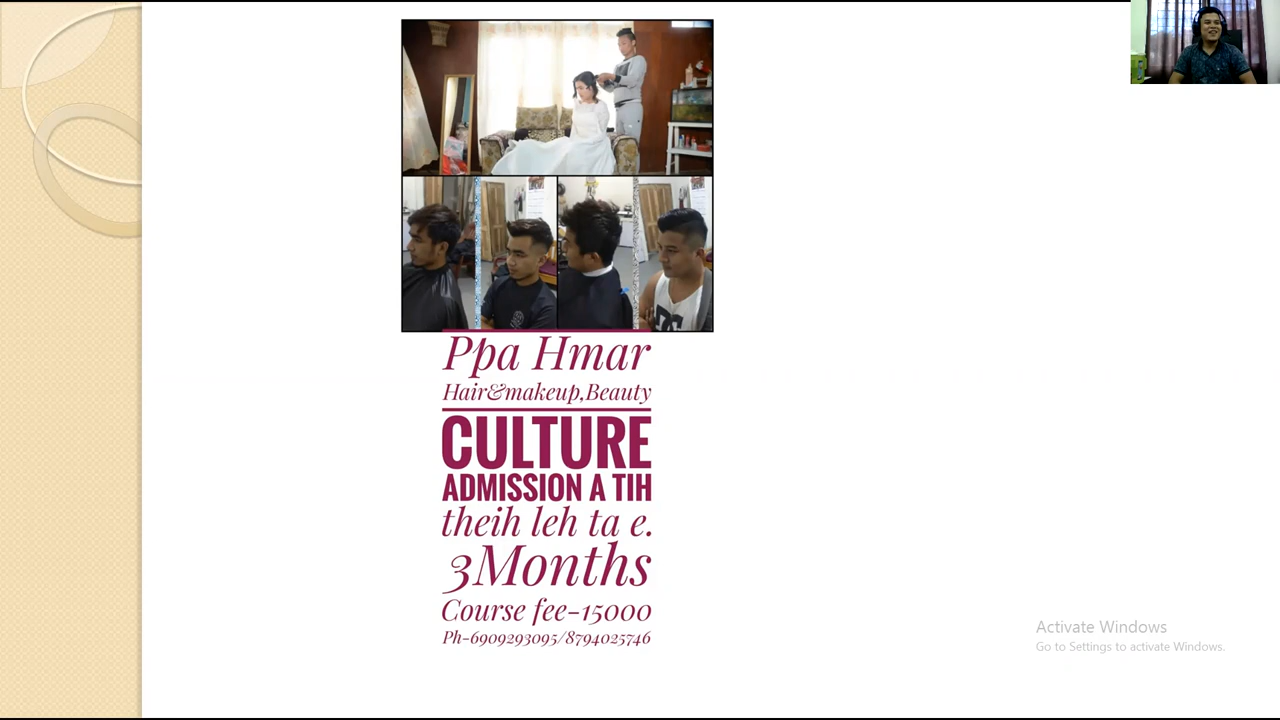 Ppa Hmar
Hair&makeup,Beauty
CULTURE
ADMISSION A TIH
theih leh ta e.
3Months
Course fee-15000
Ph-6909293095/8794025746
Activate Windows
Go to Settings to activate Windows.